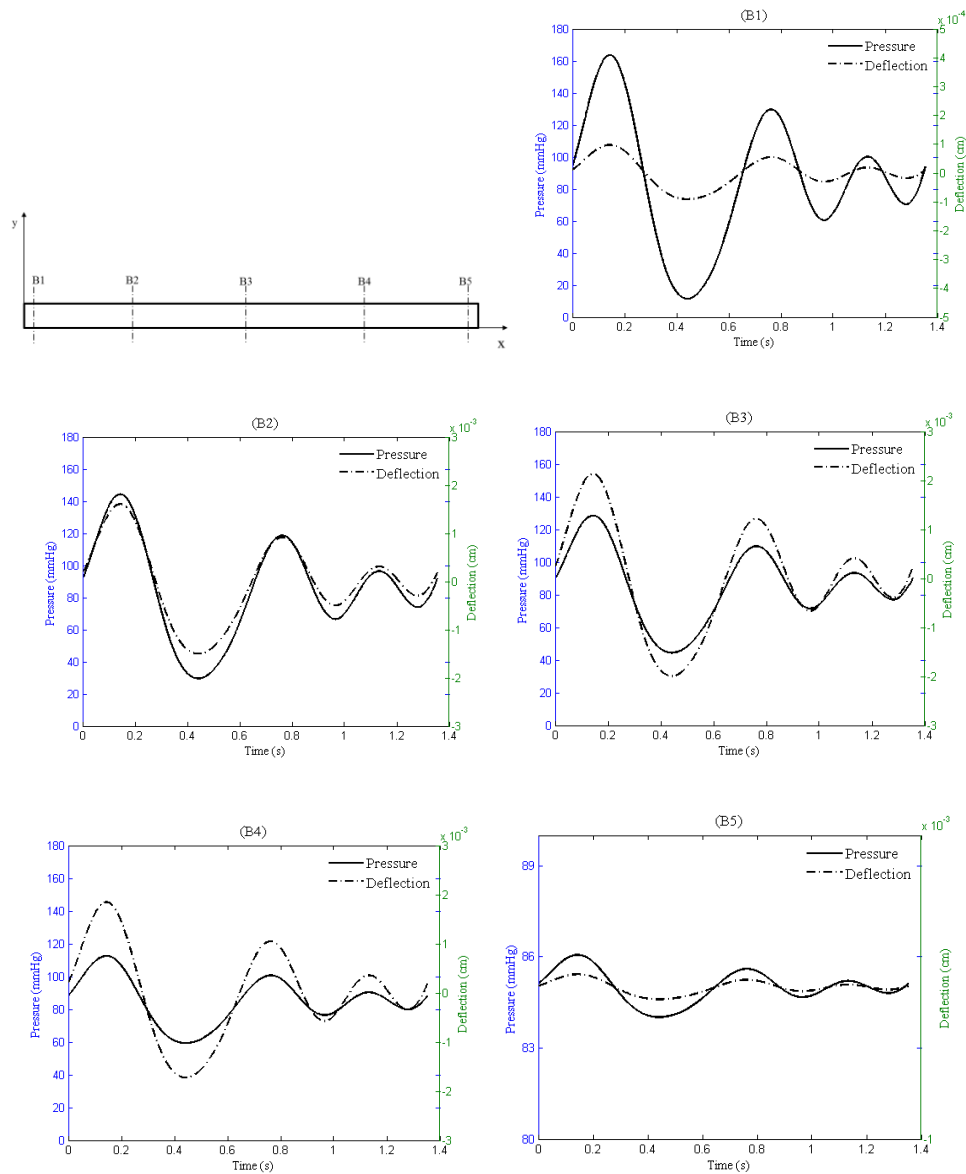 (B1)
x 10⁻⁴
180
160
140
120
100
80
60
40
20
0
Pressure (mmHg)
Pressure
Deflection
5
4
3
2
1
0
-1
-2
-3
-4
-5
Deflection (cm)
0 0.2 0.4 0.6 0.8 1 1.2 1.4
Time (s)
y
B1 B2 B3 B4 B5
X
(B2)
x 10⁻³
180
160
140
120
100
80
60
40
20
0
Pressure (mmHg)
Pressure
Deflection
3
2
1
0
-1
-2
-3
Deflection (cm)
0 0.2 0.4 0.6 0.8 1 1.2 1.4
Time (s)
(B3)
x 10⁻³
180
160
140
120
100
80
60
40
20
0
Pressure (mmHg)
Pressure
Deflection
3
2
1
0
-1
-2
-3
Deflection (cm)
0 0.2 0.4 0.6 0.8 1 1.2 1.4
Time (s)
(B4)
x 10⁻³
180
160
140
120
100
80
60
40
20
0
Pressure (mmHg)
Pressure
Deflection
3
2
1
0
-1
-2
-3
Deflection (cm)
0 0.2 0.4 0.6 0.8 1 1.2 1.4
Time (s)
(B5)
x 10⁻³
89
86
83
80
Pressure (mmHg)
Pressure
Deflection
0
-1
Deflection (cm)
0 0.2 0.4 0.6 0.8 1 1.2 1.4
Time (s)